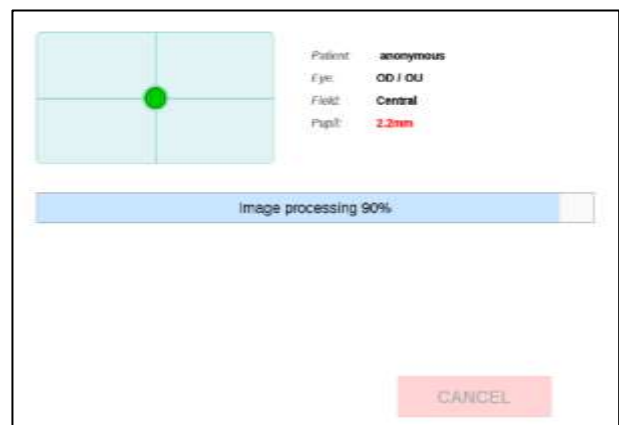 Patient: anonymous
Eye: OD / OU
Field: Central
Pupil: 2.2mm
Image processing 90%
CANCEL